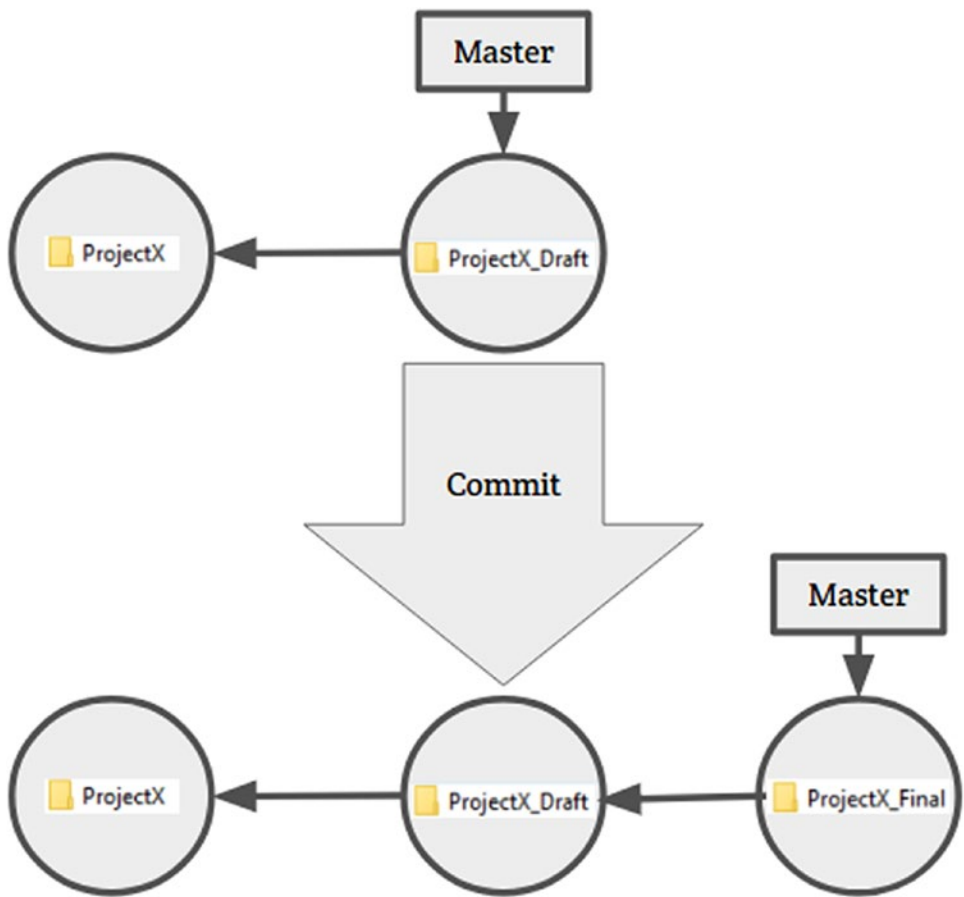 Master
ProjectX
ProjectX_Draft
Commit
Master
ProjectX
ProjectX_Draft
ProjectX_Final